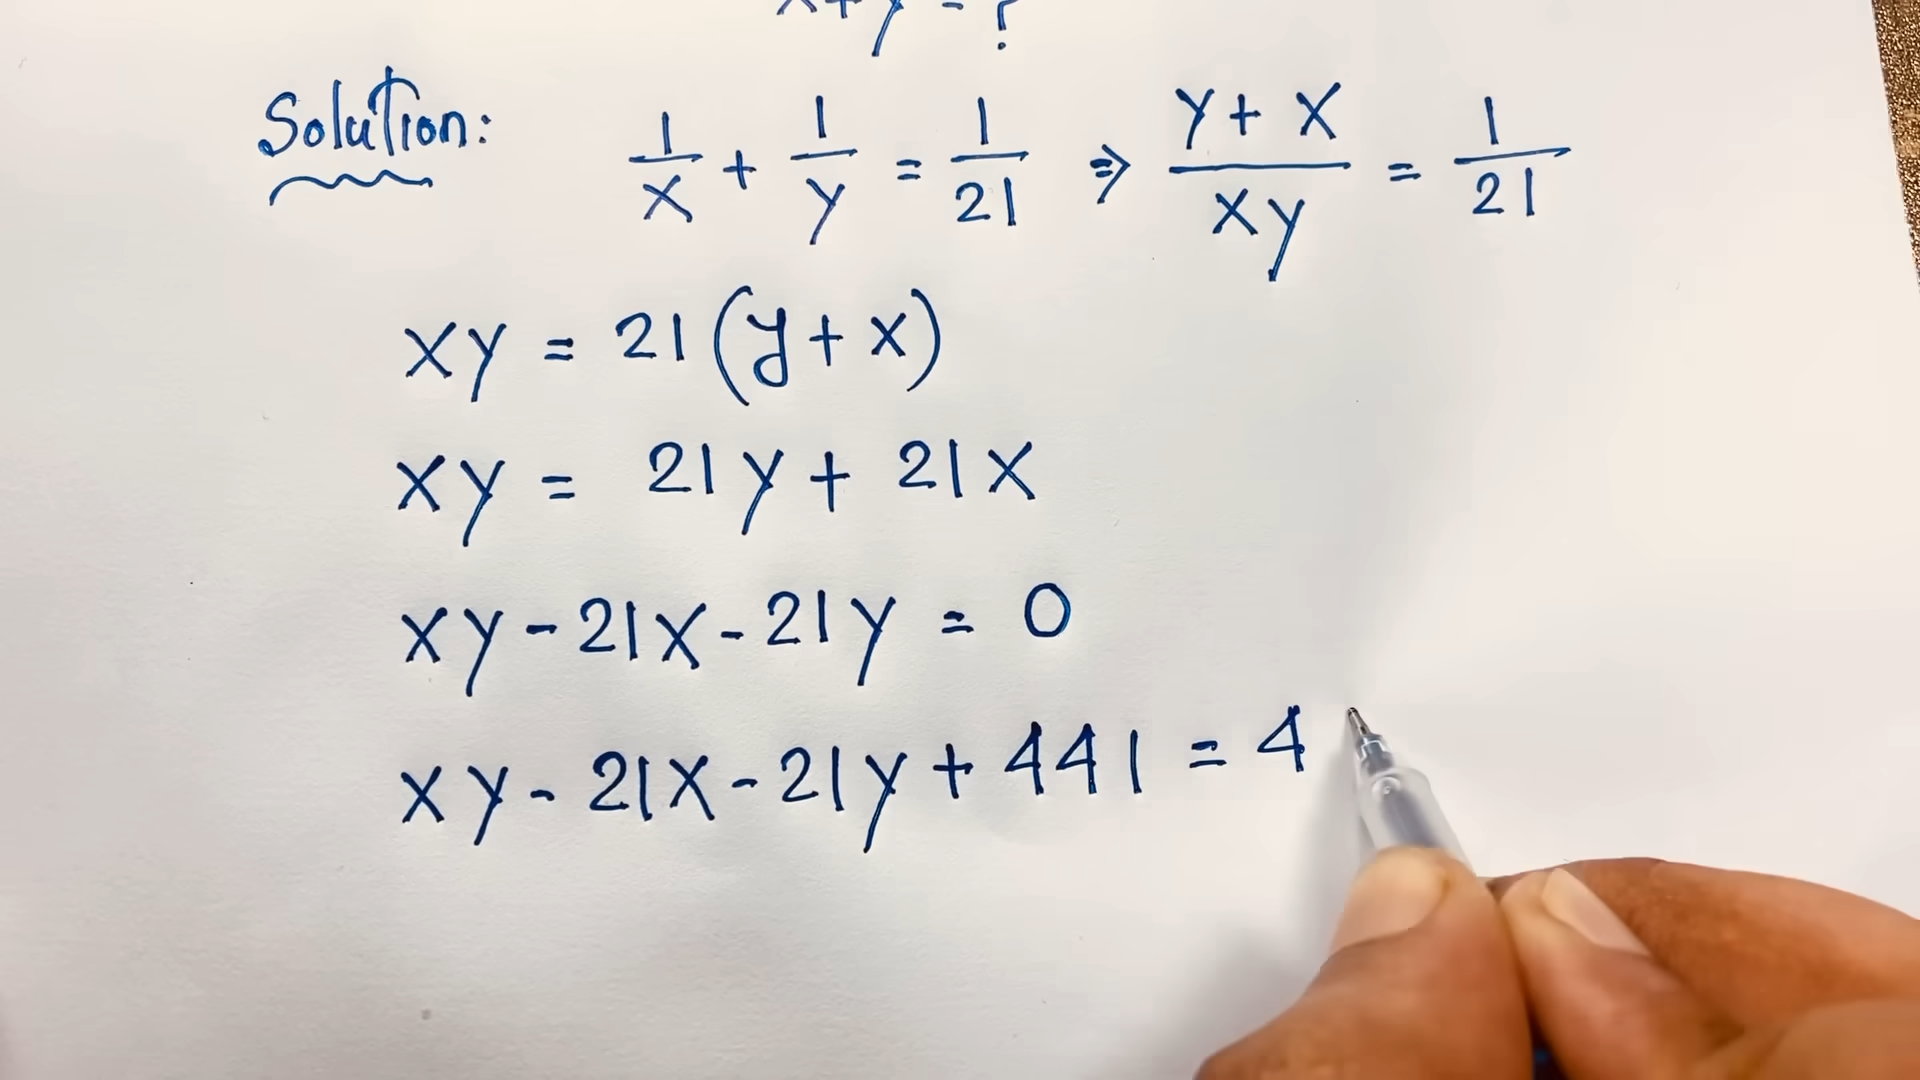 x+y = ?
Solution: 1/x + 1/y = 1/21 ⇒ y+x/xy = 1/21
xy = 21(y+x)
xy = 21y + 21x
xy - 21x - 21y = 0
xy - 21x - 21y + 441 = 4